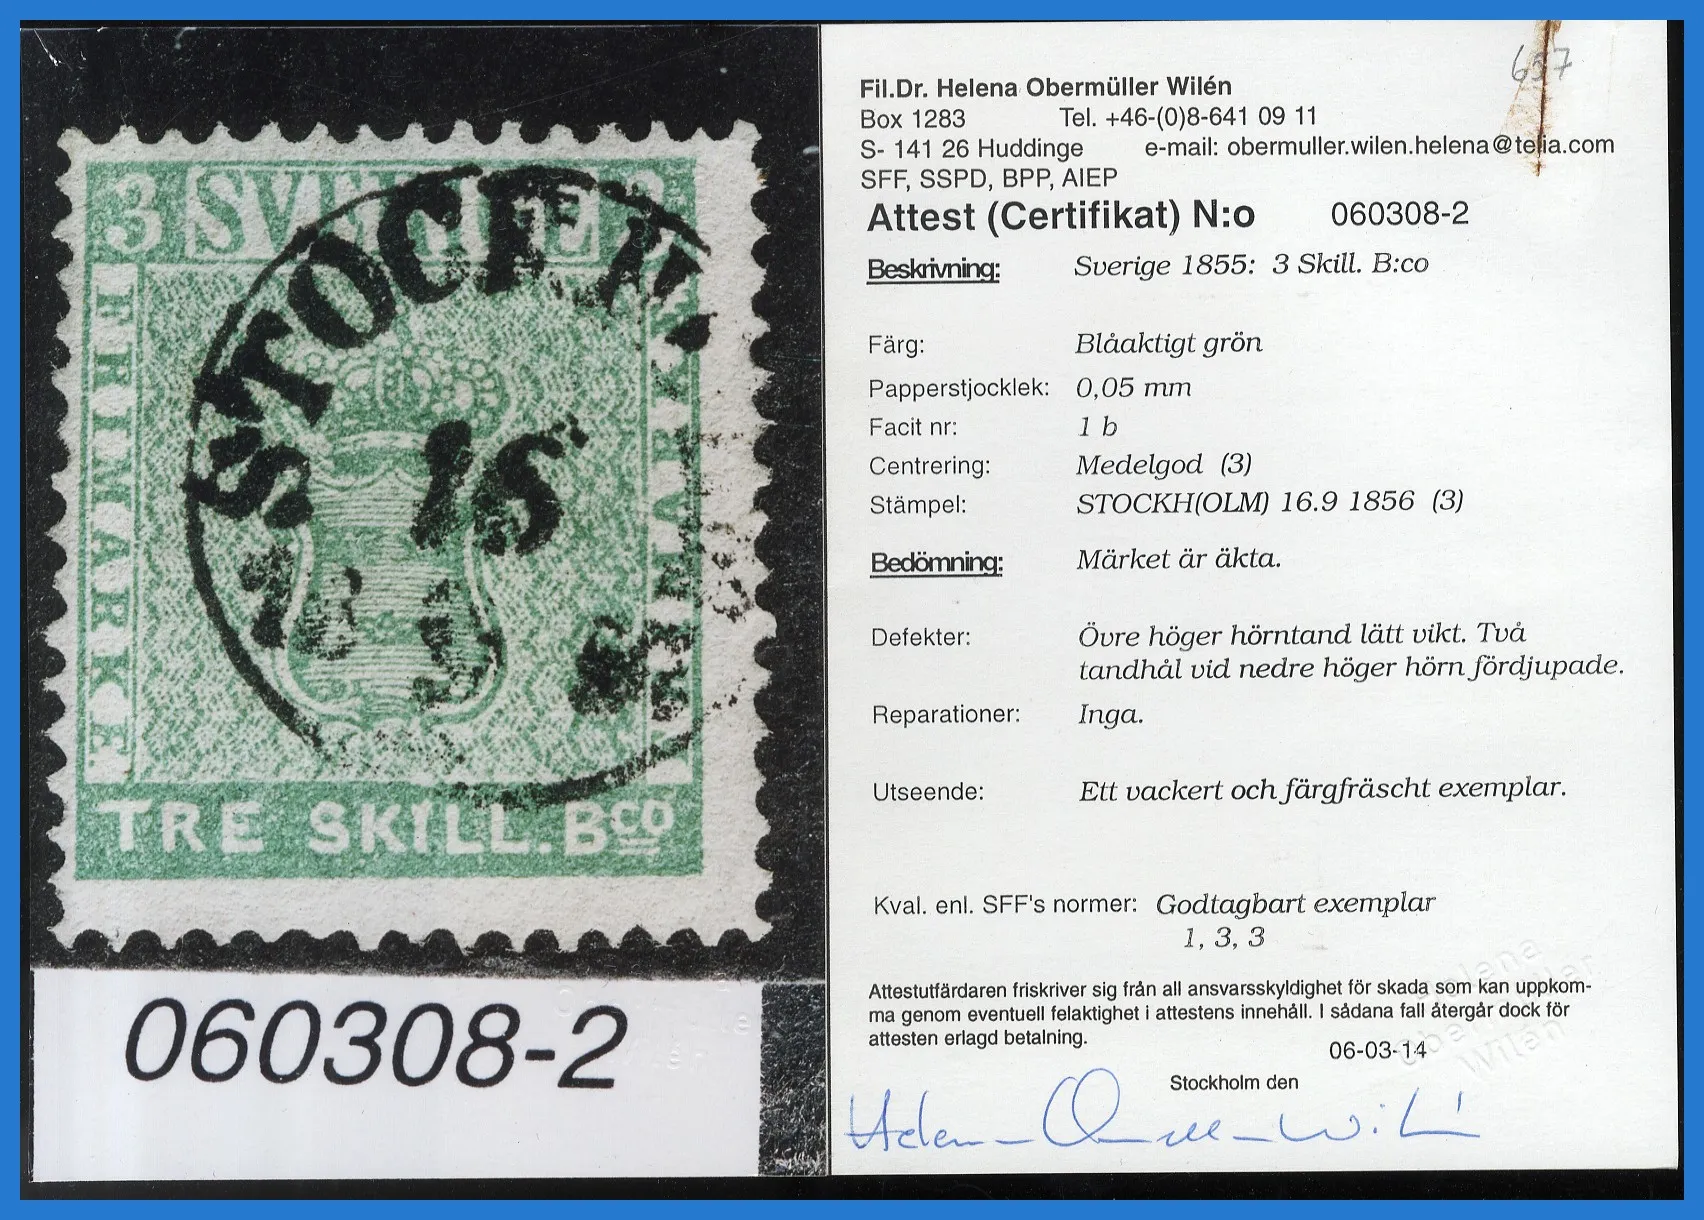 3 SVERIGE
FRIMARKE.
STOCKH
16
9
TRE SKILL. Bco
060308-2
657
Fil.Dr. Helena Obermüller Wilén
Box 1283 Tel. +46-(0)8-641 09 11
S- 141 26 Huddinge e-mail: obermuller.wilen.helena@telia.com
SFF, SSPD, BPP, AIEP
Attest (Certifikat) N:o 060308-2
Beskrivning: Sverige 1855: 3 Skill. B:co
Färg: Blåaktigt grön
Papperstjocklek: 0,05 mm
Facit nr: 1 b
Centrering: Medelgod (3)
Stämpel: STOCKH(OLM) 16.9 1856 (3)
Bedömning: Märket är äkta.
Defekter: Övre höger hörntand lätt vikt. Två
tandhål vid nedre höger hörn fördjupade.
Reparationer: Inga.
Utseende: Ett vackert och färgfräscht exemplar.
Kval. enl. SFF's normer: Godtagbart exemplar
1, 3, 3
Attestutfärdaren friskriver sig från all ansvarsskyldighet för skada som kan uppkom-
ma genom eventuell felaktighet i attestens innehåll. I sådana fall återgår dock för
attesten erlagd betalning.
06-03-14
Stockholm den
Helena Obermüller Wilén